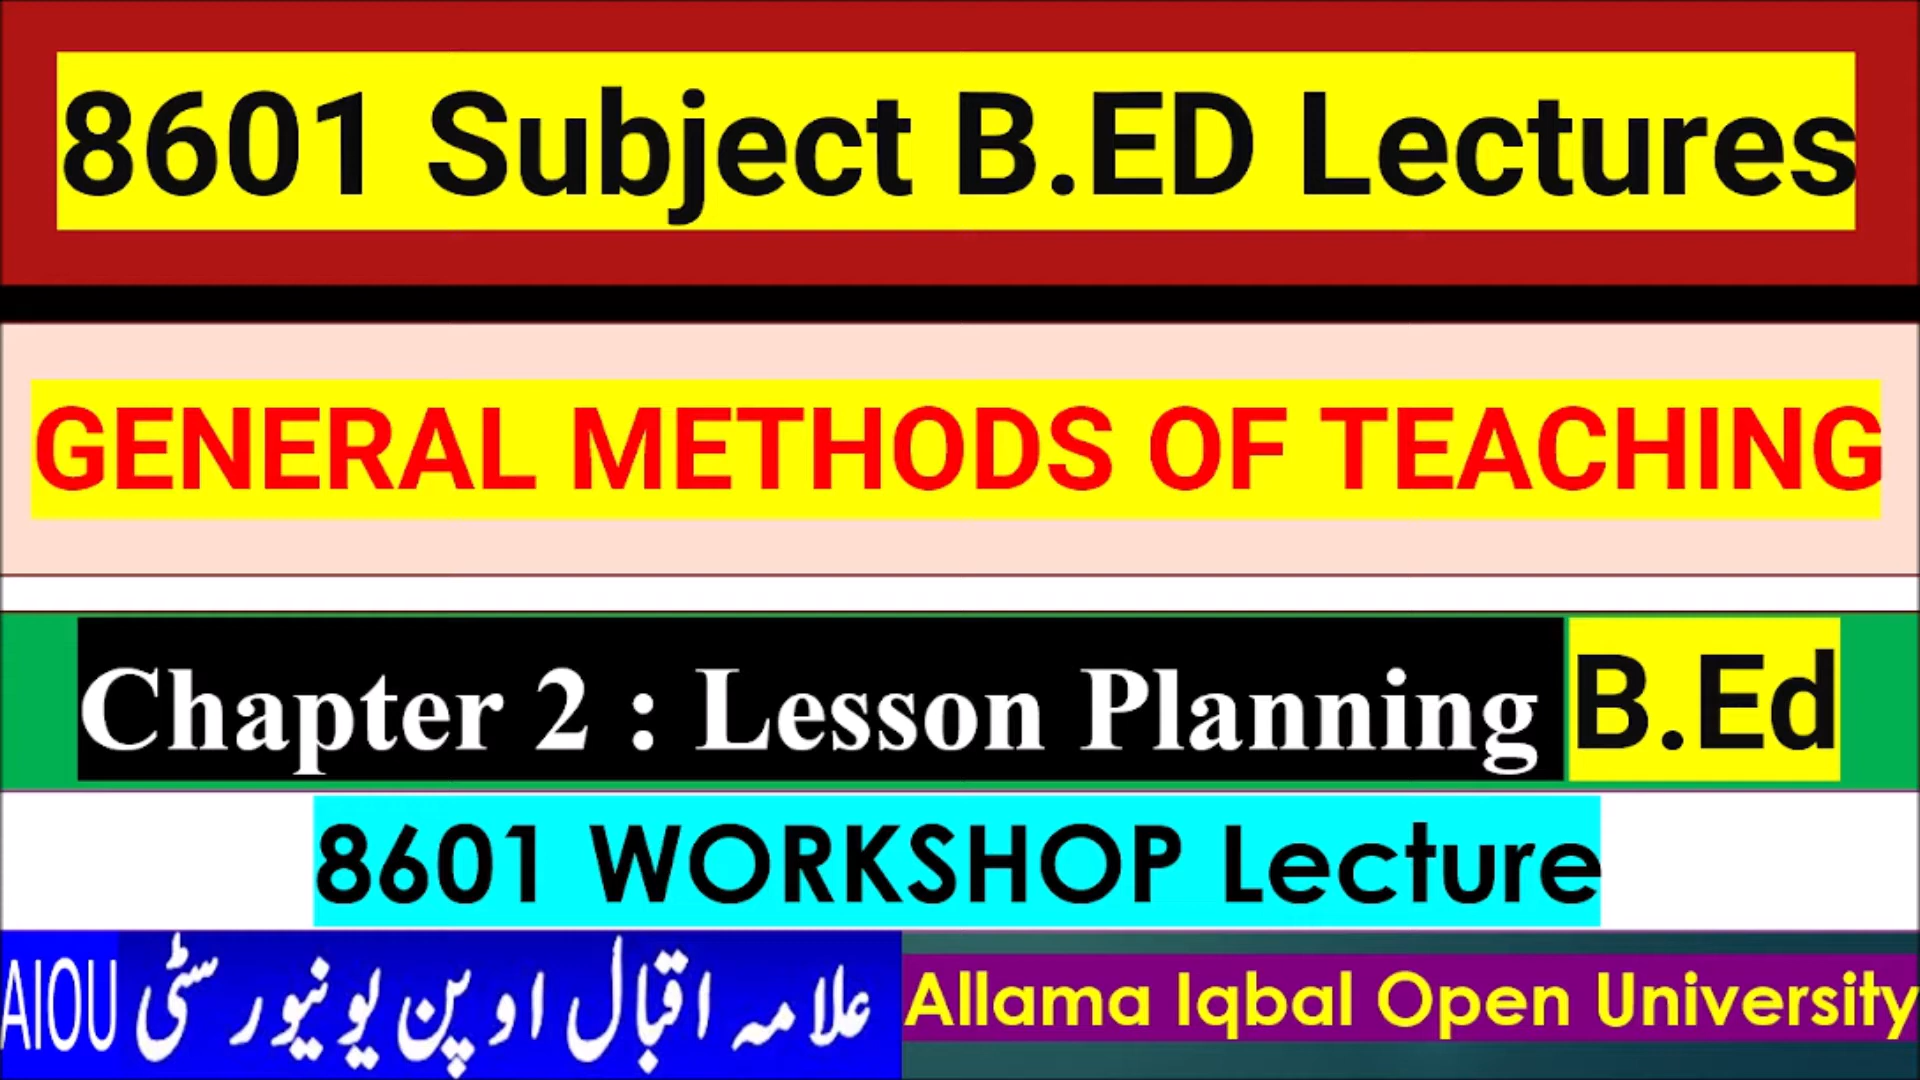 8601 Subject B.ED Lectures
GENERAL METHODS OF TEACHING
Chapter 2 : Lesson Planning B.Ed
8601 WORKSHOP Lecture
AIOU علامہ اقبال اوپن یونیورسٹی Allama Iqbal Open University